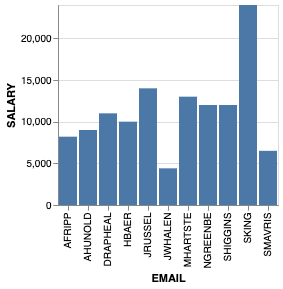 SALARY
20,000
15,000
10,000
5,000
0
AFRIPP
AHUNOLD
DRAPHEAL
HBAER
JRUSSEL
JWHALEN
MHARTSTE
NGREENBE
SHIGGINS
SKING
SMAVRIS
EMAIL